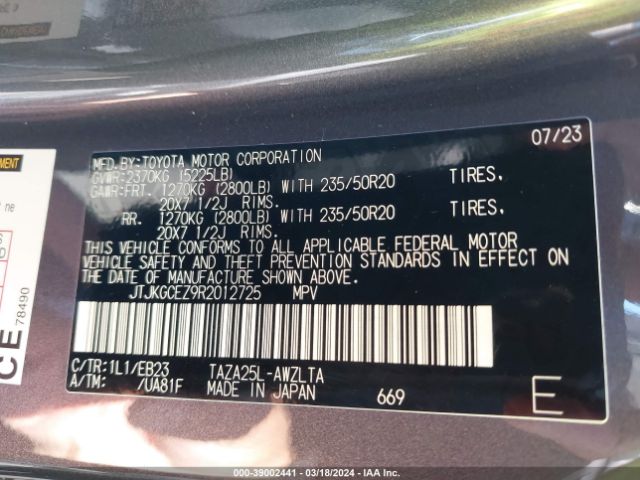 MENT
ne
S
D
CE
78490
07/23
MFD.BY:TOYOTA MOTOR CORPORATION
GVWR:2370KG (5225LB)
GAWR:FRT. 1270KG (2800LB) WITH 235/50R20 TIRES.
20X7 1/2J RIMS.
RR. 1270KG (2800LB) WITH 235/50R20 TIRES.
20X7 1/2J RIMS.
THIS VEHICLE CONFORMS TO ALL APPLICABLE FEDERAL MOTOR
VEHICLE SAFETY AND THEFT PREVENTION STANDARDS IN EFFECT ON
THE DATE OF MANUFACTURE SHOWN ABOVE.
JTJKGCEZ9R2012725 MPV
C/TR:1L1/EB23 TAZA25L-AWZLTA
A/TM: /UA81F MADE IN JAPAN 669 E
000-39002441 - 03/18/2024 - IAA Inc.